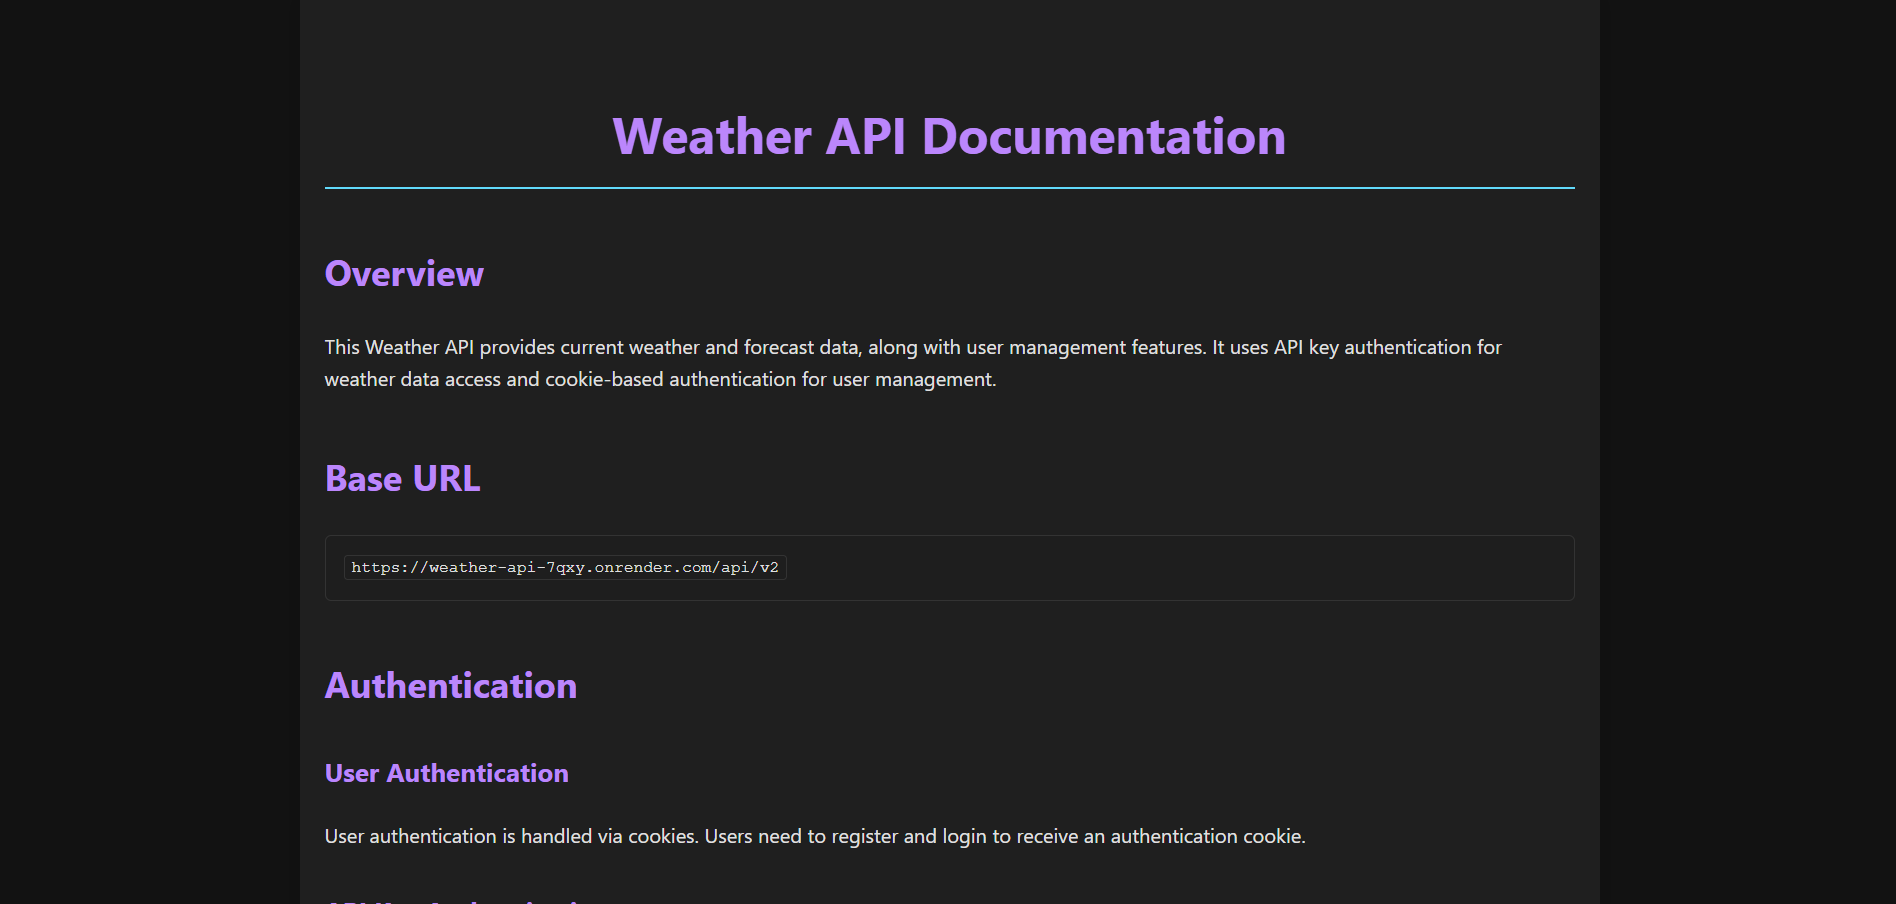 Weather API Documentation
Overview
This Weather API provides current weather and forecast data, along with user management features. It uses API key authentication for
weather data access and cookie-based authentication for user management.
Base URL
https://weather-api-7qxy.onrender.com/api/v2
Authentication
User Authentication
User authentication is handled via cookies. Users need to register and login to receive an authentication cookie.